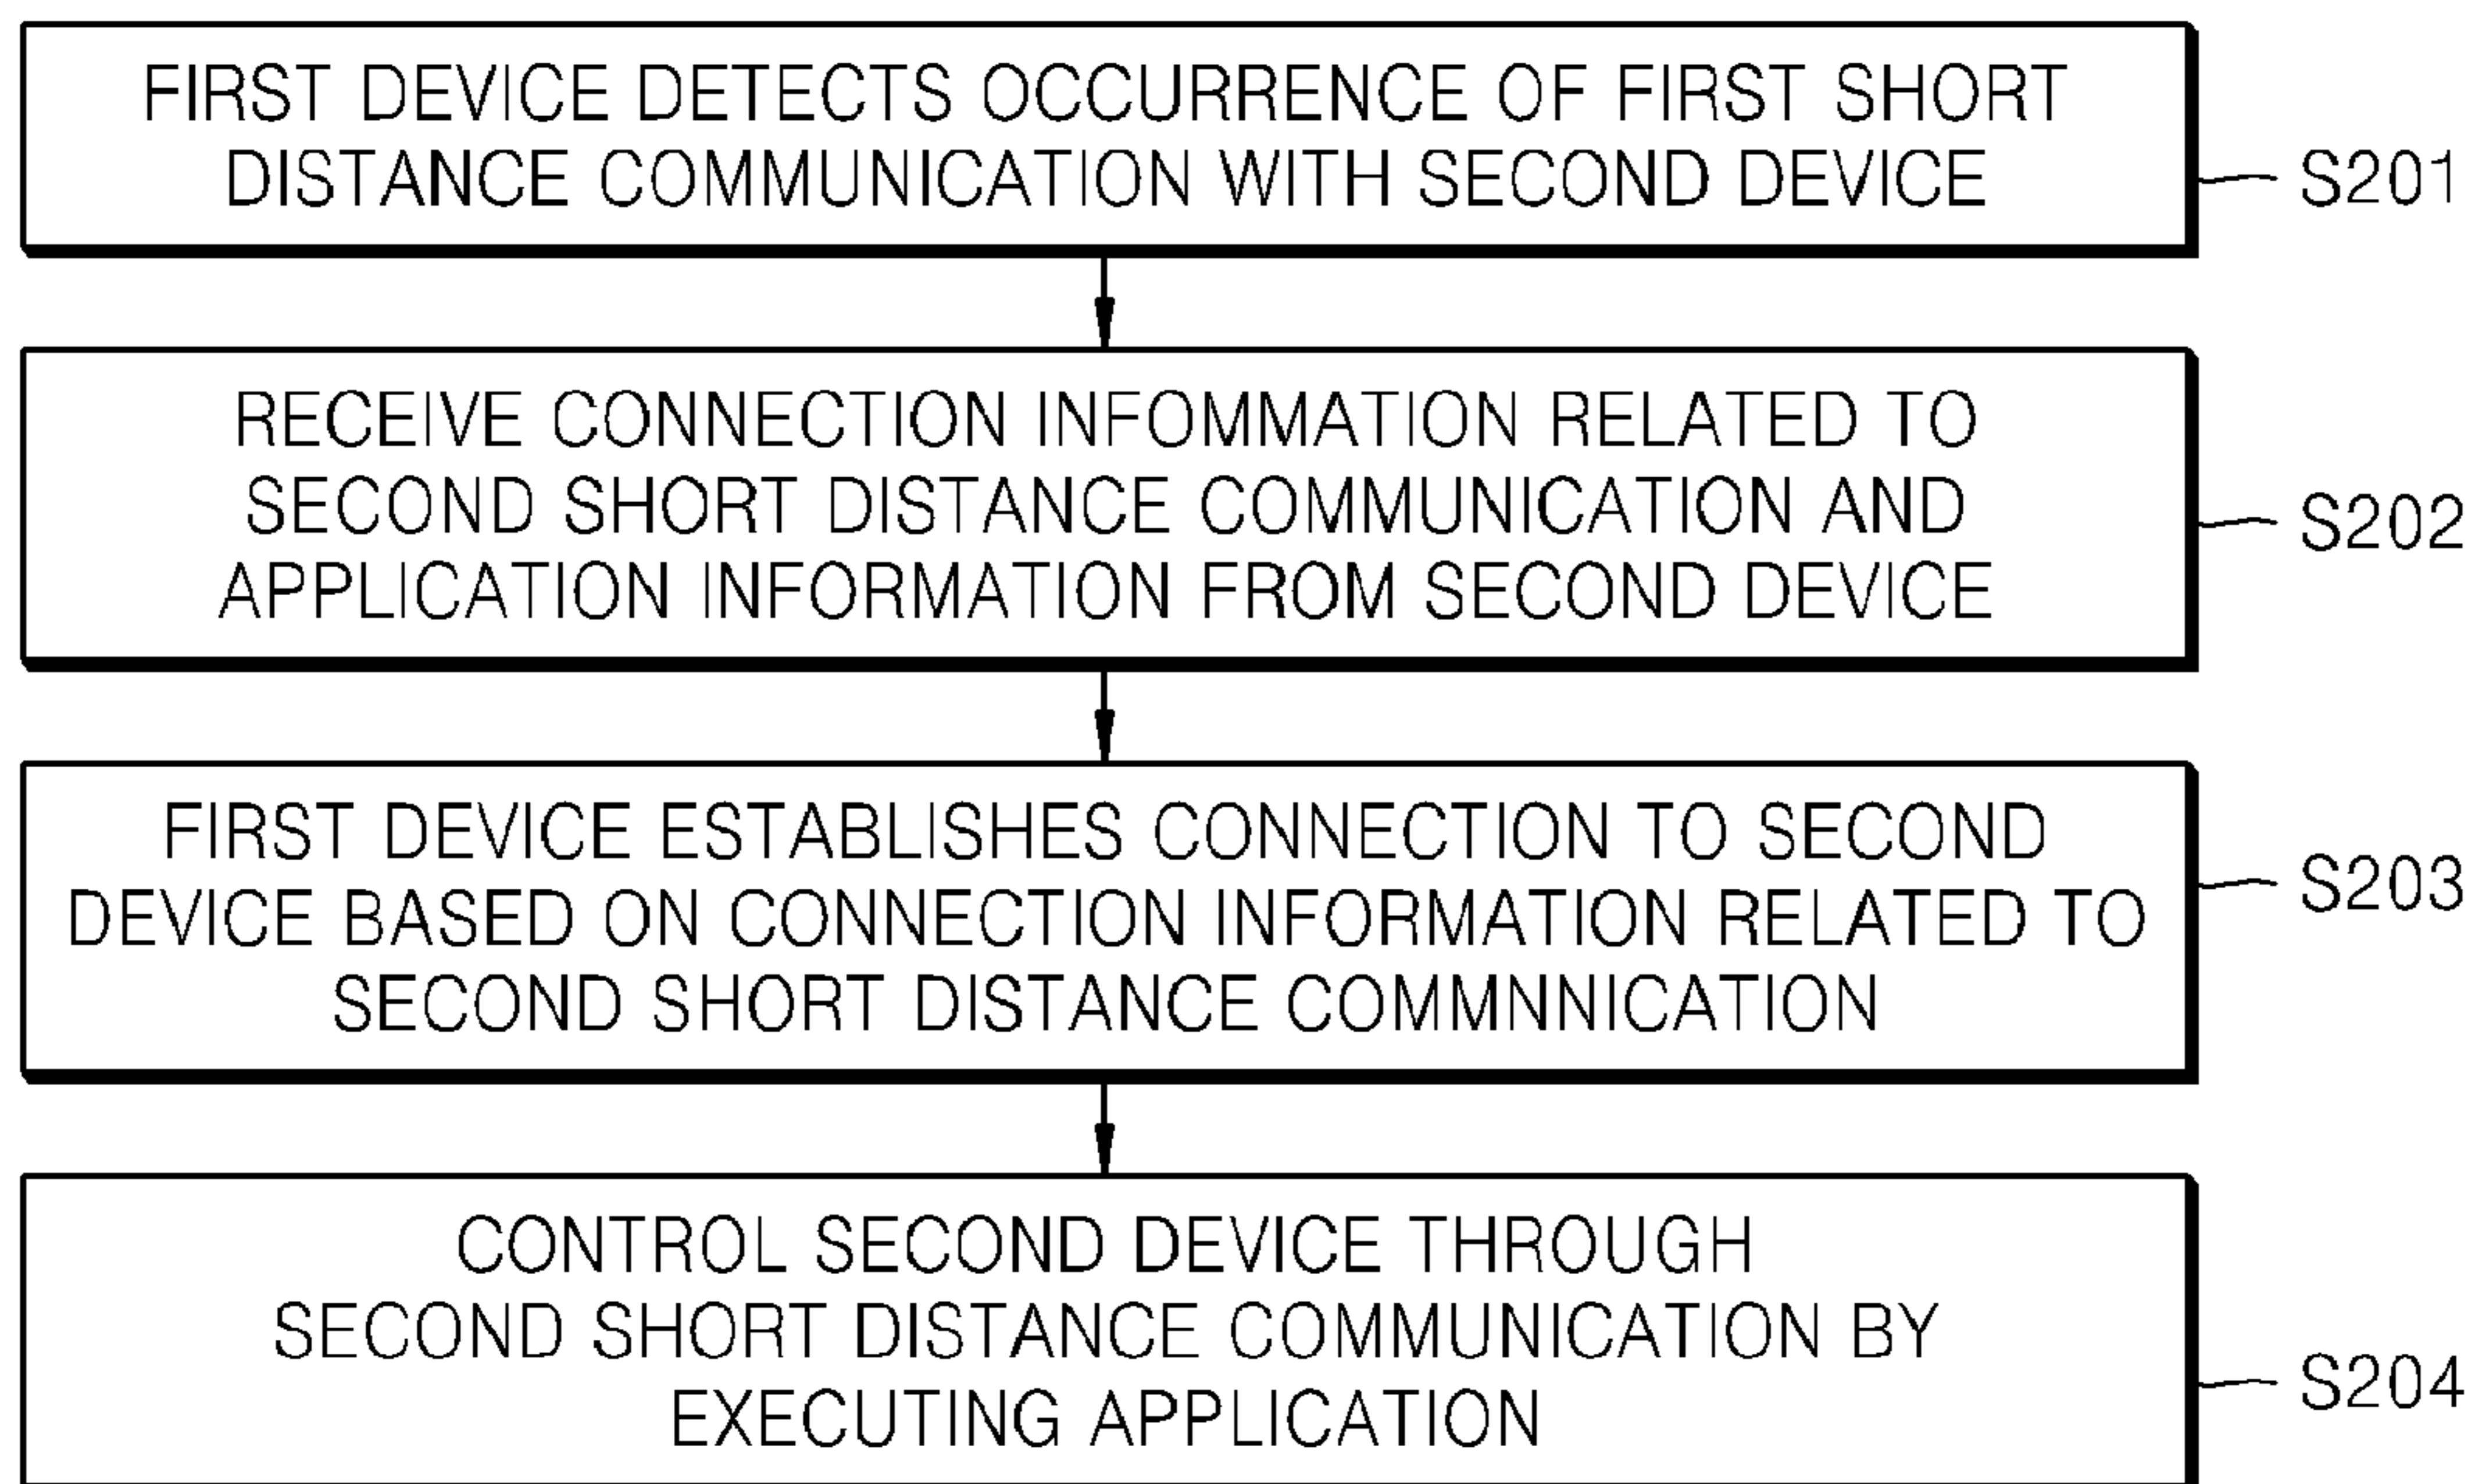 FIRST DEVICE DETECTS OCCURRENCE OF FIRST SHORT
DISTANCE COMMUNICATION WITH SECOND DEVICE
S201
RECEIVE CONNECTION INFOMMATION RELATED TO
SECOND SHORT DISTANCE COMMUNICATION AND
APPLICATION INFORMATION FROM SECOND DEVICE
S202
FIRST DEVICE ESTABLISHES CONNECTION TO SECOND
DEVICE BASED ON CONNECTION INFORMATION RELATED TO
SECOND SHORT DISTANCE COMMMNNICATION
S203
CONTROL SECOND DEVICE THROUGH
SECOND SHORT DISTANCE COMMUNICATION BY
EXECUTING APPLICATION
S204